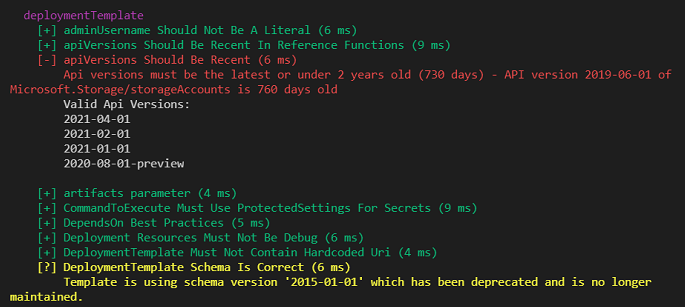 deploymentTemplate
[+] adminUsername Should Not Be A Literal (6 ms)
[+] apiVersions Should Be Recent In Reference Functions (9 ms)
[-] apiVersions Should Be Recent (6 ms)
Api versions must be the latest or under 2 years old (730 days) - API version 2019-06-01 of
Microsoft.Storage/storageAccounts is 760 days old
Valid Api Versions:
2021-04-01
2021-02-01
2021-01-01
2020-08-01-preview
[+] artifacts parameter (4 ms)
[+] CommandToExecute Must Use ProtectedSettings For Secrets (9 ms)
[+] DependsOn Best Practices (5 ms)
[+] Deployment Resources Must Not Be Debug (6 ms)
[+] DeploymentTemplate Must Not Contain Hardcoded Uri (4 ms)
[?] DeploymentTemplate Schema Is Correct (6 ms)
Template is using schema version '2015-01-01' which has been deprecated and is no longer
maintained.